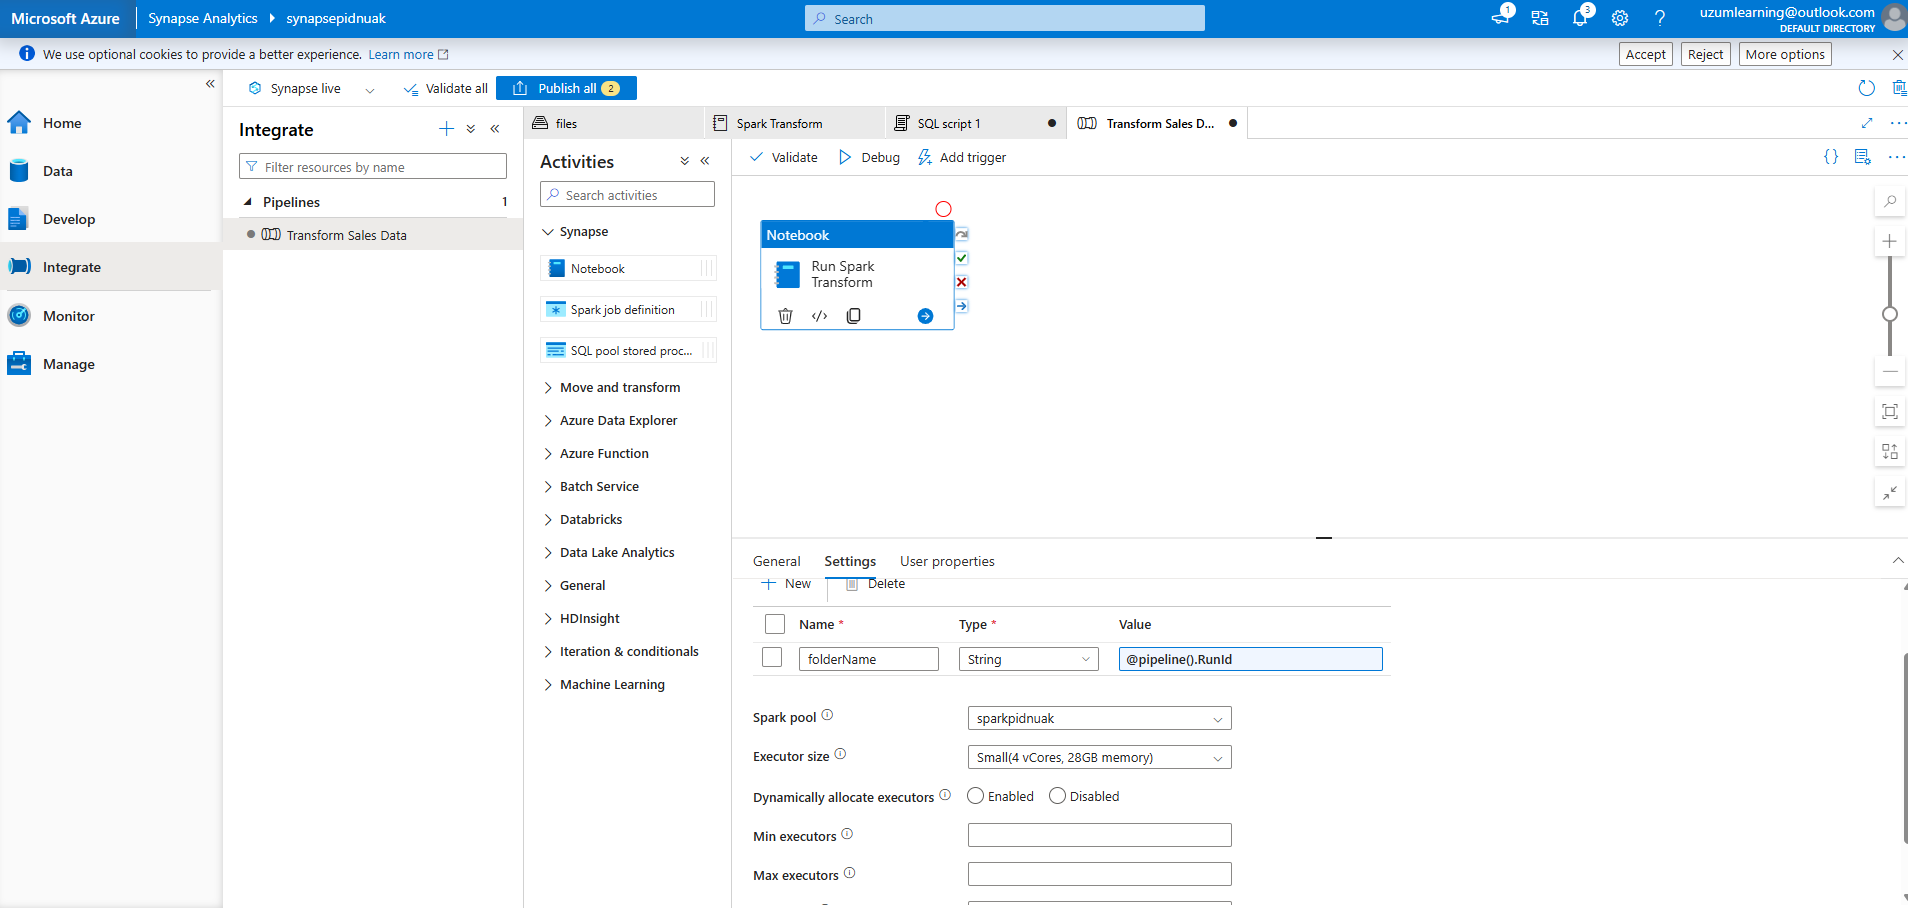 Microsoft Azure
Synapse Analytics
synapsepidnuak
Search
1
3
?
uzumlearning@outlook.com
DEFAULT DIRECTORY
We use optional cookies to provide a better experience. Learn more
Accept
Reject
More options
Synapse live
Validate all
Publish all 2
Home
Data
Develop
Integrate
Monitor
Manage
Integrate
Filter resources by name
Pipelines 1
Transform Sales Data
files
Spark Transform
SQL script 1
Transform Sales D...
Activities
Search activities
Synapse
Notebook
Spark job definition
SQL pool stored proc...
Move and transform
Azure Data Explorer
Azure Function
Batch Service
Databricks
Data Lake Analytics
General
HDInsight
Iteration & conditionals
Machine Learning
Validate
Debug
Add trigger
{}
Notebook
Run Spark
Transform
General
Settings
User properties
New
Delete
Name *
Type *
Value
folderName
String
@pipeline().RunId
Spark pool
sparkpidnuak
Executor size
Small(4 vCores, 28GB memory)
Dynamically allocate executors
Enabled
Disabled
Min executors
Max executors